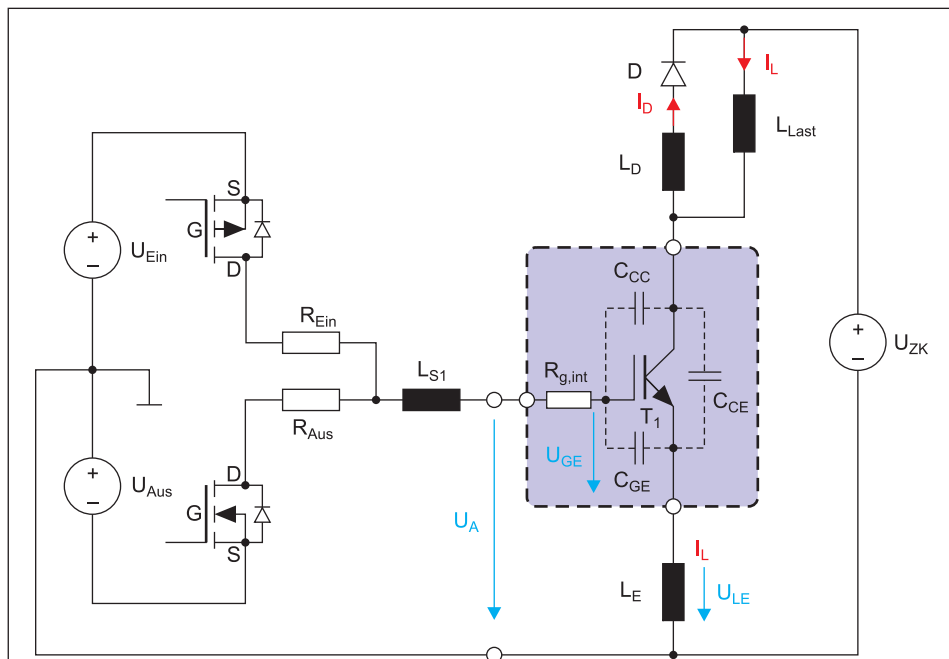 D
I_L
I_D
L_Last
L_D
S
G
D
+
−
U_Ein
C_CC
R_Ein
+
−
U_ZK
L_S1
R_g,int
C_CE
R_Aus
T_1
U_GE
C_GE
D
+
−
U_Aus
G
S
U_A
I_L
L_E
U_LE